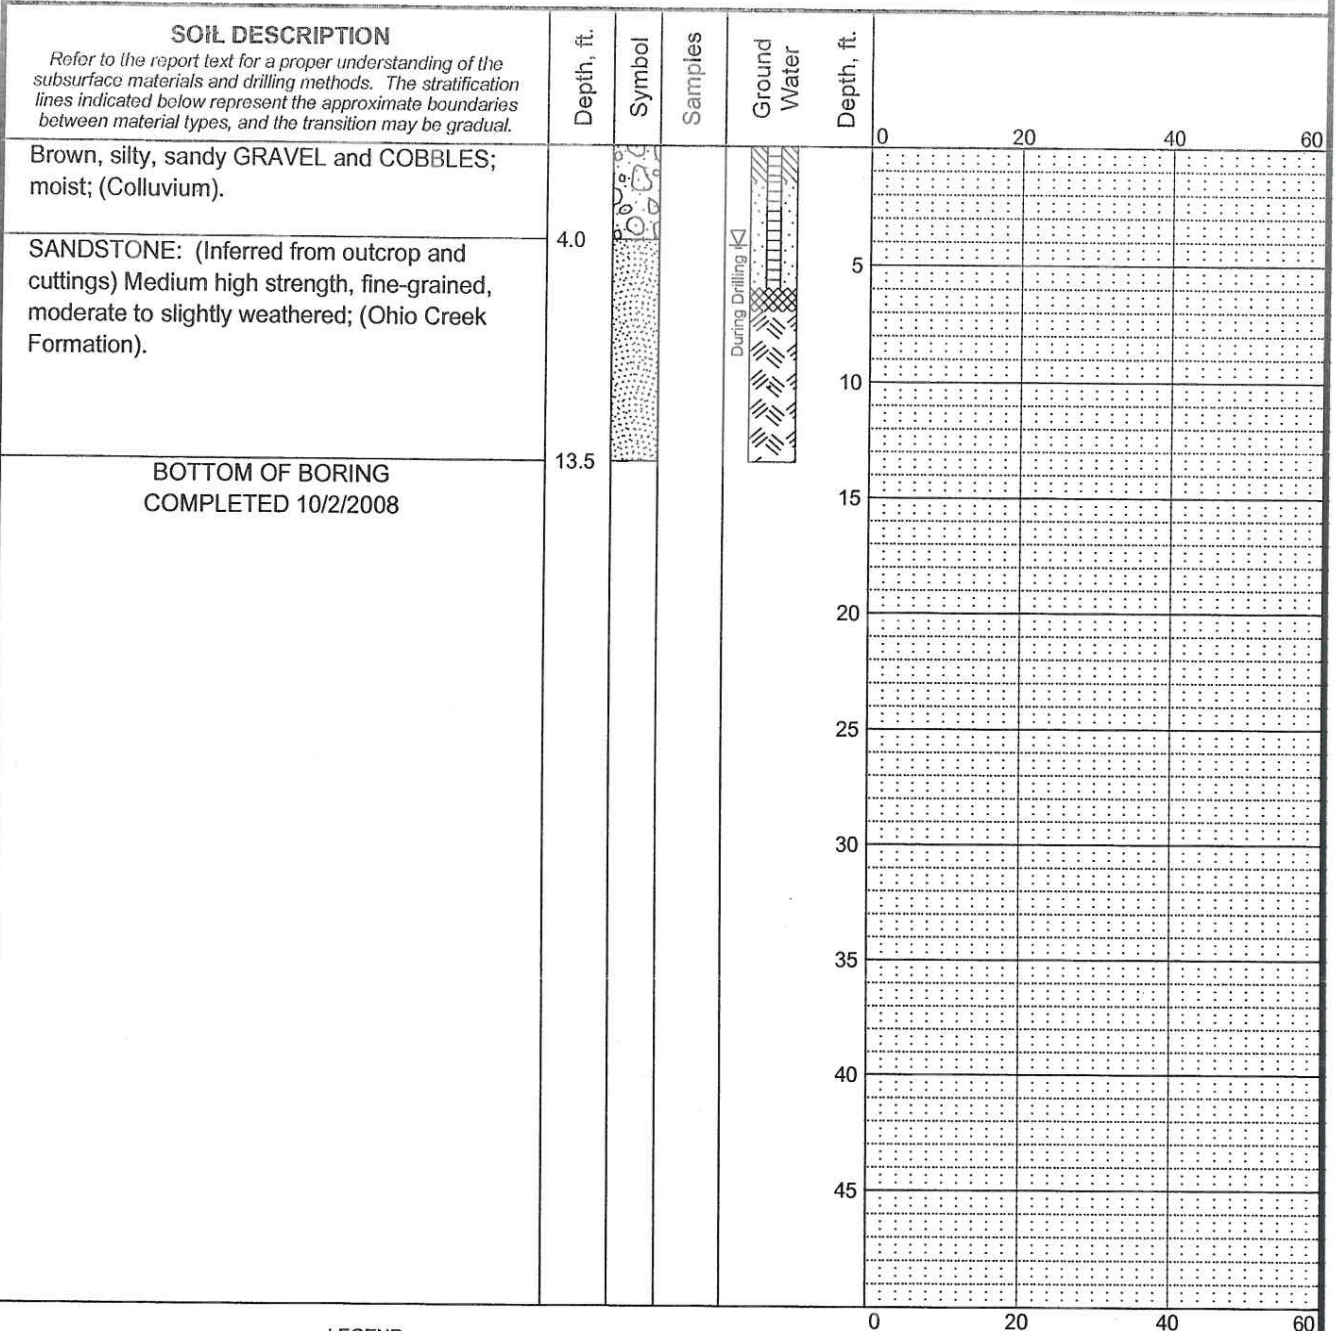 SOIL DESCRIPTION
Refer to the report text for a proper understanding of the
subsurface materials and drilling methods. The stratification
lines indicated below represent the approximate boundaries
between material types, and the transition may be gradual.
Depth, ft.
Symbol
Samples
Ground
Water
Depth, ft.
0 20 40 60
Brown, silty, sandy GRAVEL and COBBLES;
moist; (Colluvium).
4.0
SANDSTONE: (Inferred from outcrop and
cuttings) Medium high strength, fine-grained,
moderate to slightly weathered; (Ohio Creek
Formation).
During Drilling
13.5
BOTTOM OF BORING
COMPLETED 10/2/2008
5
10
15
20
25
30
35
40
45
0 20 40 60
LEGEND